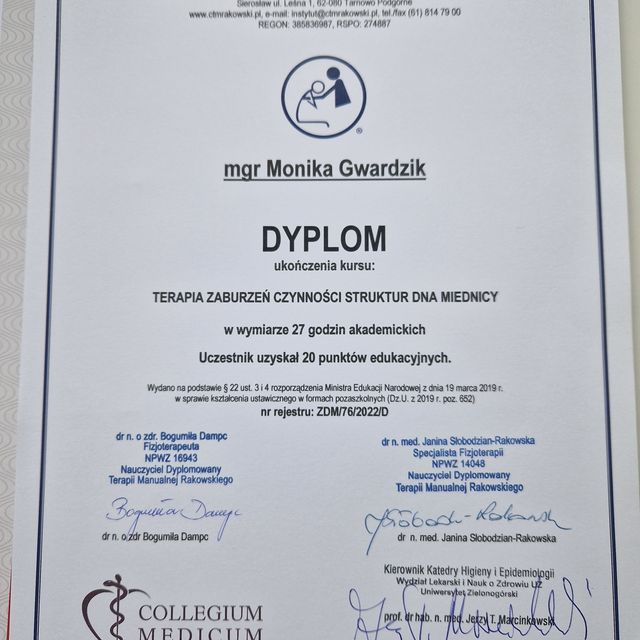 Sierosław ul. Leśna 1, 62-080 Tarnowo Podgórne
www.ctmrakowski.pl, e-mail: instytut@ctmrakowski.pl, tel./fax (61) 814 79 00
REGON: 385836987, RSPO: 274887
®
mgr Monika Gwardzik
DYPLOM
ukończenia kursu:
TERAPIA ZABURZEŃ CZYNNOŚCI STRUKTUR DNA MIEDNICY
w wymiarze 27 godzin akademickich
Uczestnik uzyskał 20 punktów edukacyjnych.
Wydano na podstawie § 22 ust. 3 i 4 rozporządzenia Ministra Edukacji Narodowej z dnia 19 marca 2019 r.
w sprawie kształcenia ustawicznego w formach pozaszkolnych (Dz.U. z 2019 r. poz. 652)
nr rejestru: ZDM/76/2022/D
dr n. o zdr. Bogumiła Dampc
Fizjoterapeuta
NPWZ 16943
Nauczyciel Dyplomowany
Terapii Manualnej Rakowskiego
Bogumiła Dampc
dr n. o zdr Bogumiła Dampc
dr n. med. Janina Słobodzian-Rakowska
Specjalista Fizjoterapii
NPWZ 14048
Nauczyciel Dyplomowany
Terapii Manualnej Rakowskiego
dr n. med. Janina Słobodzian-Rakowska
Kierownik Katedry Higieny i Epidemiologii
Wydział Lekarski i Nauk o Zdrowiu UZ
Uniwersytet Zielonogórski
prof. dr hab. n. med. Jerzy T. Marcinkowski
COLLEGIUM
MEDICUM